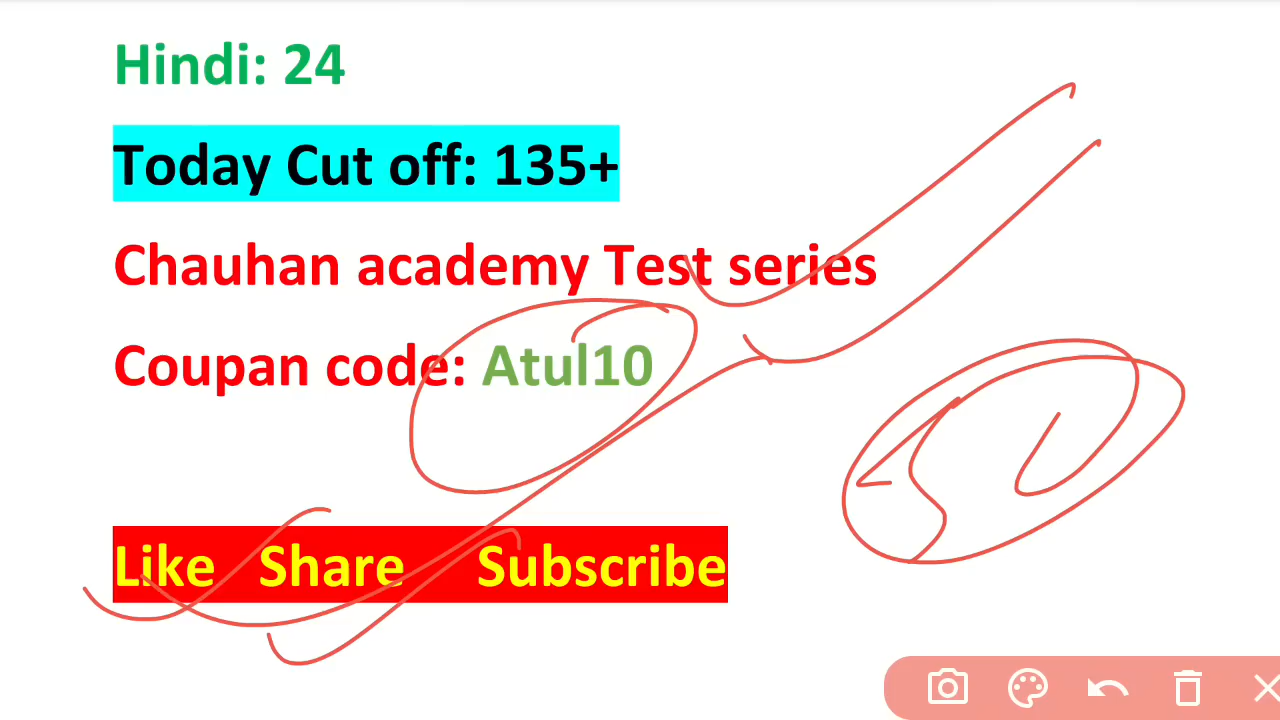 Hindi: 24
Today Cut off: 135+
Chauhan academy Test series
Coupan code: Atul10
Like Share Subscribe